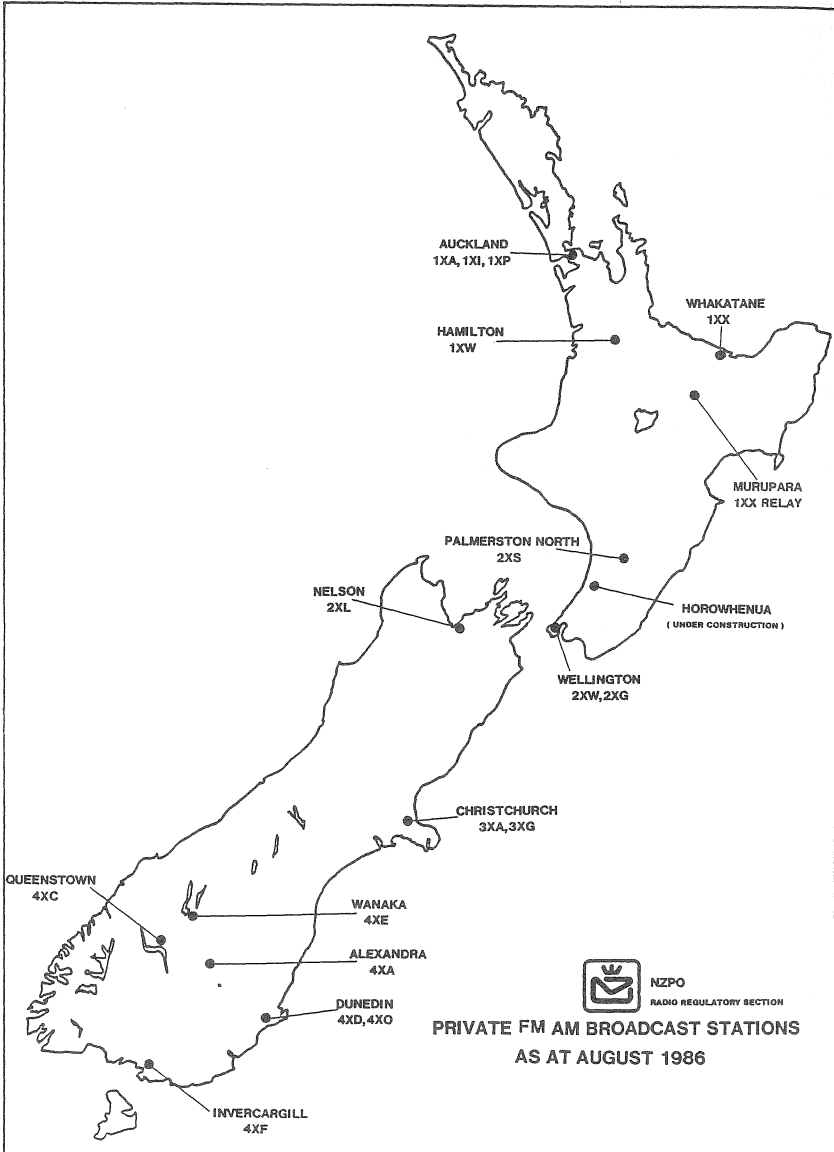 AUCKLAND
1XA, 1XI, 1XP
WHAKATANE
1XX
HAMILTON
1XW
MURUPARA
1XX RELAY
PALMERSTON NORTH
2XS
NELSON
2XL
HOROWHENUA
( UNDER CONSTRUCTION )
WELLINGTON
2XW,2XG
CHRISTCHURCH
3XA,3XG
QUEENSTOWN
4XC
WANAKA
4XE
ALEXANDRA
4XA
DUNEDIN
4XD,4XO
INVERCARGILL
4XF
NZPO
RADIO REGULATORY SECTION
PRIVATE FM AM BROADCAST STATIONS
AS AT AUGUST 1986